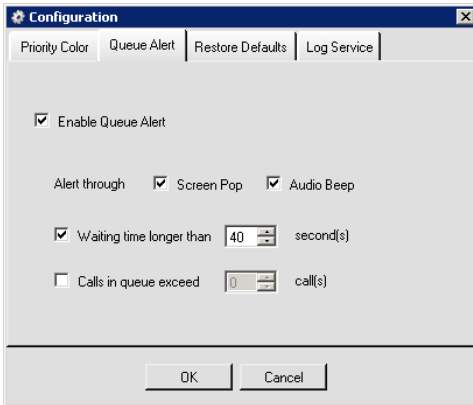 Configuration
Priority Color Queue Alert Restore Defaults Log Service
Enable Queue Alert
Alert through Screen Pop Audio Beep
Waiting time longer than 40 second(s)
Calls in queue exceed 0 call(s)
OK Cancel